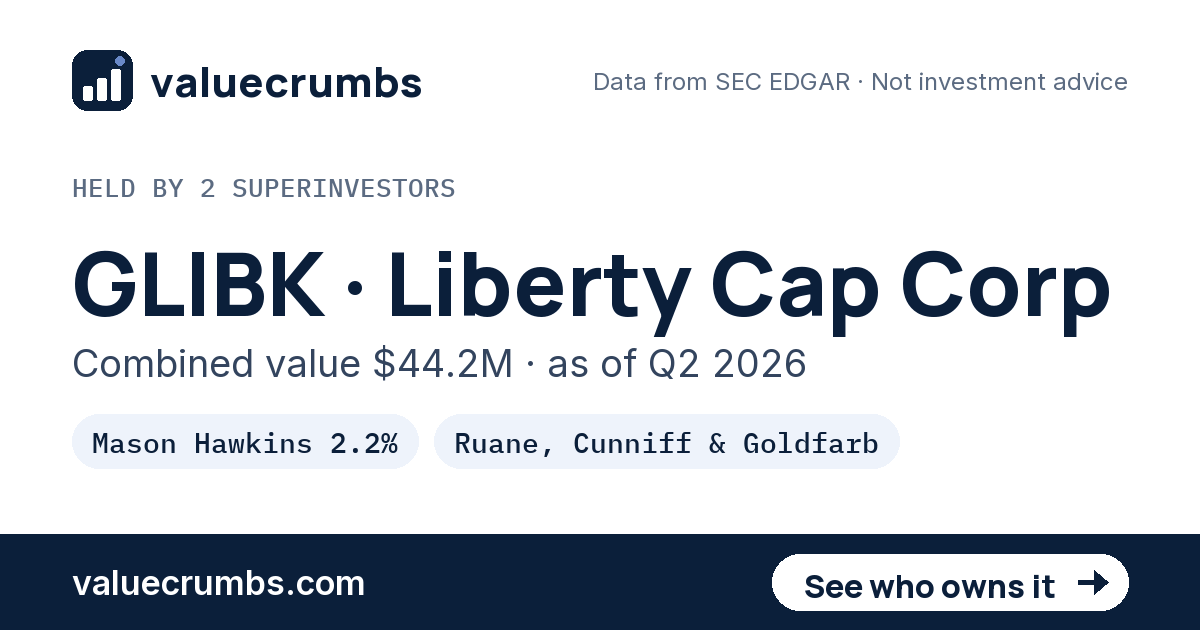 valuecrumbs
Data from SEC EDGAR · Not investment advice
HELD BY 2 SUPERINVESTORS
GLIBK · Liberty Cap Corp
Combined value $44.2M · as of Q2 2026
Mason Hawkins 2.2%
Ruane, Cunniff & Goldfarb
valuecrumbs.com
See who owns it →